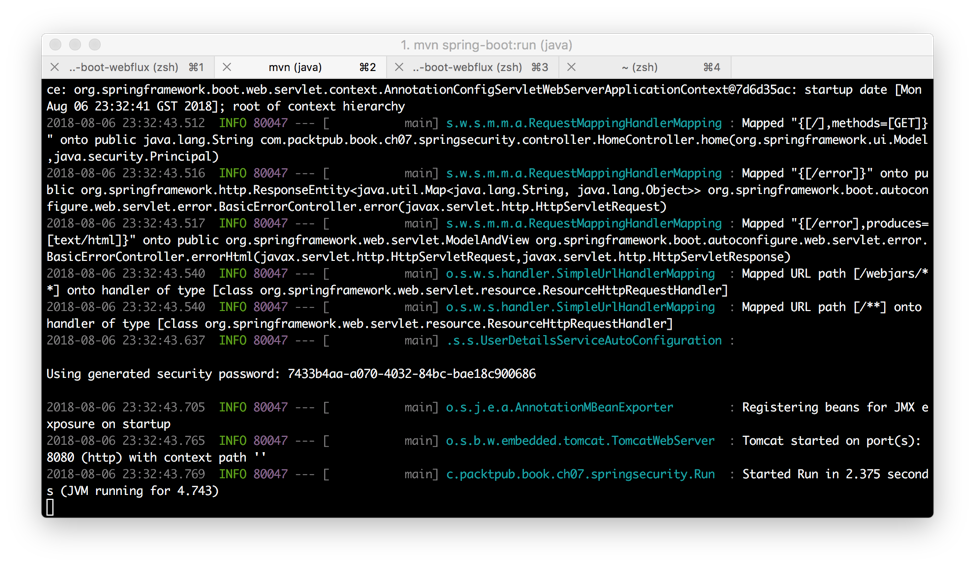 1. mvn spring-boot:run (java)
..-boot-webflux (zsh) ⌘1 mvn (java) ⌘2 ..-boot-webflux (zsh) ⌘3 ~ (zsh) ⌘4
ce: org.springframework.boot.web.servlet.context.AnnotationConfigServletWebServerApplicationContext@7d6d35ac: startup date [Mon
Aug 06 23:32:41 GST 2018]; root of context hierarchy
2018-08-06 23:32:43.512  INFO 80047 --- [           main] s.w.s.m.m.a.RequestMappingHandlerMapping : Mapped "{[/],methods=[GET]}
" onto public java.lang.String com.packtpub.book.ch07.springsecurity.controller.HomeController.home(org.springframework.ui.Model
,java.security.Principal)
2018-08-06 23:32:43.516  INFO 80047 --- [           main] s.w.s.m.m.a.RequestMappingHandlerMapping : Mapped "{[/error]}" onto pu
blic org.springframework.http.ResponseEntity<java.util.Map<java.lang.String, java.lang.Object>> org.springframework.boot.autocon
figure.web.servlet.error.BasicErrorController.error(javax.servlet.http.HttpServletRequest)
2018-08-06 23:32:43.517  INFO 80047 --- [           main] s.w.s.m.m.a.RequestMappingHandlerMapping : Mapped "{[/error],produces=
[text/html]}" onto public org.springframework.web.servlet.ModelAndView org.springframework.boot.autoconfigure.web.servlet.error.
BasicErrorController.errorHtml(javax.servlet.http.HttpServletRequest,javax.servlet.http.HttpServletResponse)
2018-08-06 23:32:43.540  INFO 80047 --- [           main] o.s.w.s.handler.SimpleUrlHandlerMapping  : Mapped URL path [/webjars/*
*] onto handler of type [class org.springframework.web.servlet.resource.ResourceHttpRequestHandler]
2018-08-06 23:32:43.540  INFO 80047 --- [           main] o.s.w.s.handler.SimpleUrlHandlerMapping  : Mapped URL path [/**] onto
handler of type [class org.springframework.web.servlet.resource.ResourceHttpRequestHandler]
2018-08-06 23:32:43.637  INFO 80047 --- [           main] .s.s.UserDetailsServiceAutoConfiguration :
Using generated security password: 7433b4aa-a070-4032-84bc-bae18c900686
2018-08-06 23:32:43.705  INFO 80047 --- [           main] o.s.j.e.a.AnnotationMBeanExporter        : Registering beans for JMX e
xposure on startup
2018-08-06 23:32:43.765  INFO 80047 --- [           main] o.s.b.w.embedded.tomcat.TomcatWebServer  : Tomcat started on port(s):
8080 (http) with context path ''
2018-08-06 23:32:43.769  INFO 80047 --- [           main] c.packtpub.book.ch07.springsecurity.Run  : Started Run in 2.375 second
s (JVM running for 4.743)